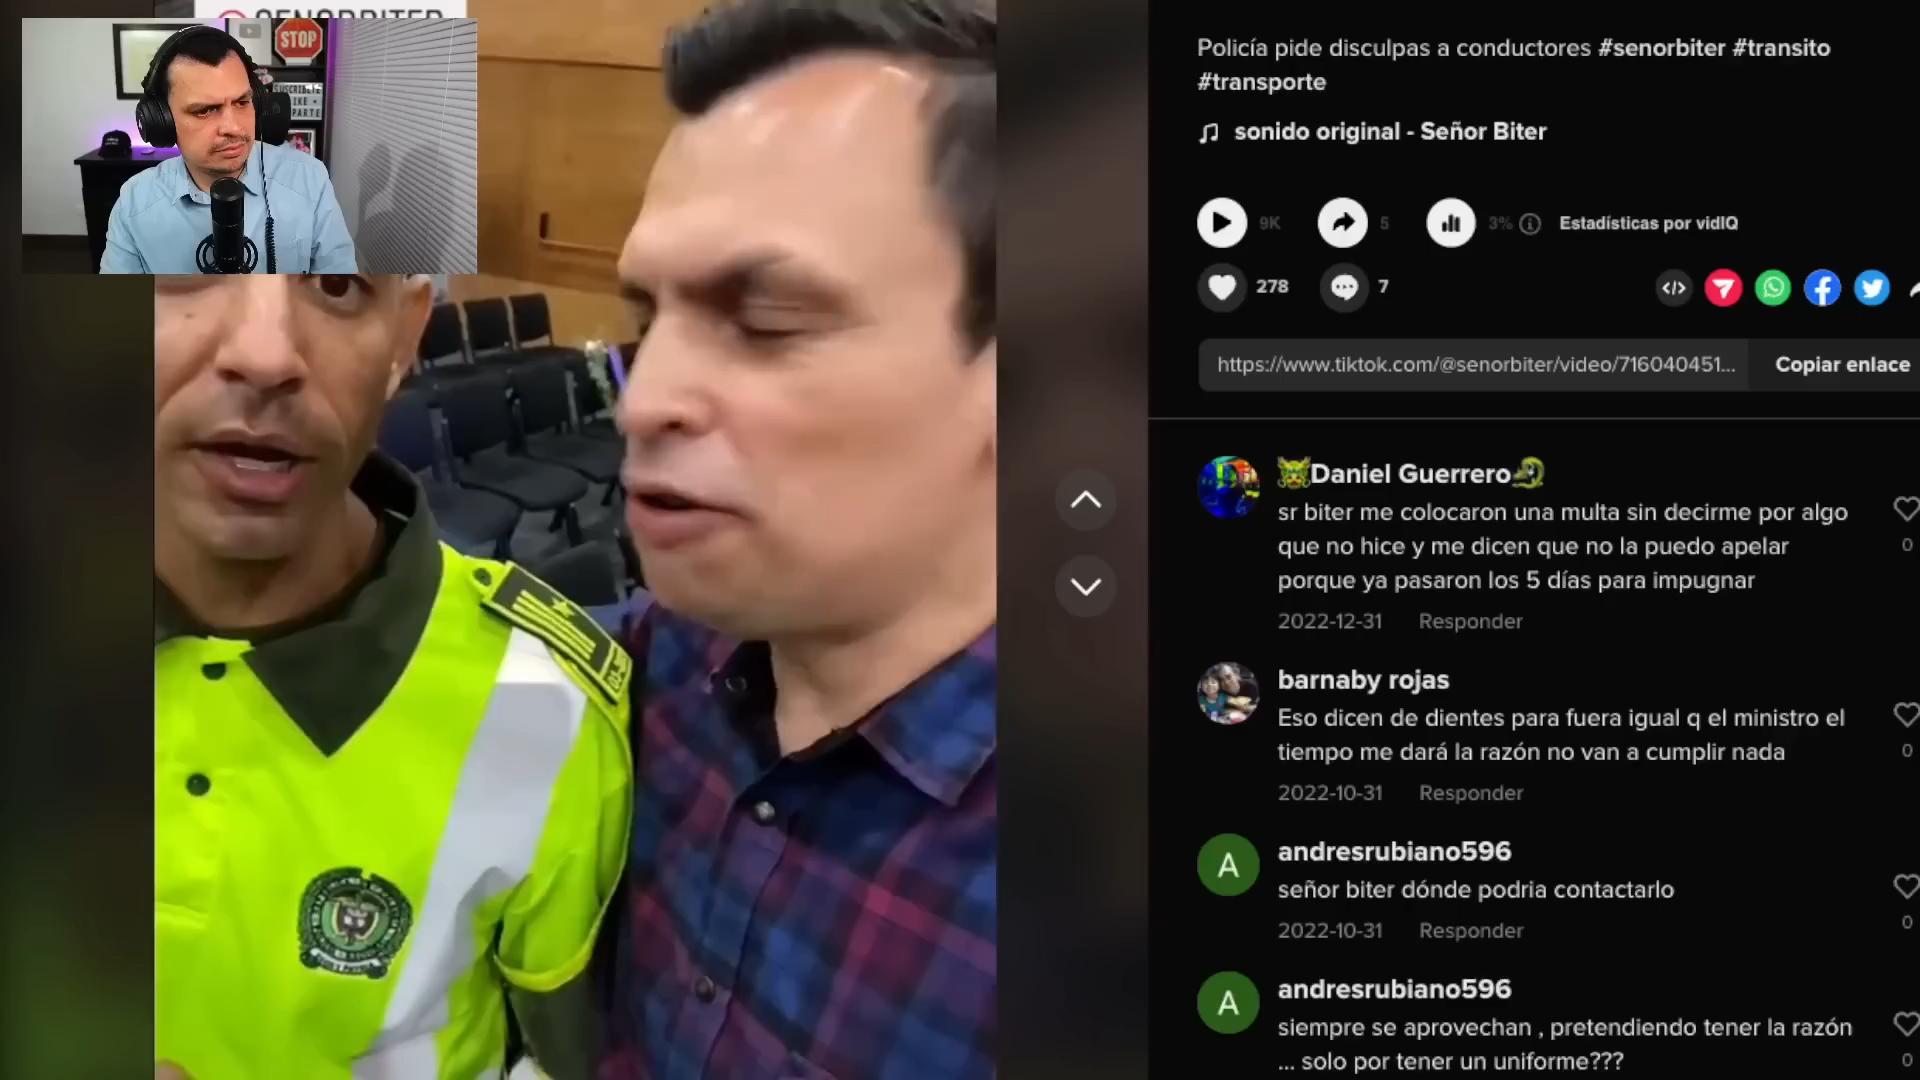 SENORBITER
STOP
SUSCRIBETE
LIKE +
PARTE
Policía pide disculpas a conductores #senorbiter #transito
#transporte
sonido original - Señor Biter
9K
5
3%
Estadísticas por vidIQ
278
7
https://www.tiktok.com/@senorbiter/video/716040451...
Copiar enlace
Daniel Guerrero
sr biter me colocaron una multa sin decirme por algo
que no hice y me dicen que no la puedo apelar
porque ya pasaron los 5 días para impugnar
0
2022-12-31 Responder
barnaby rojas
Eso dicen de dientes para fuera igual q el ministro el
tiempo me dará la razón no van a cumplir nada
0
2022-10-31 Responder
A
andresrubiano596
señor biter dónde podria contactarlo
0
2022-10-31 Responder
A
andresrubiano596
siempre se aprovechan , pretendiendo tener la razón
... solo por tener un uniforme???
0